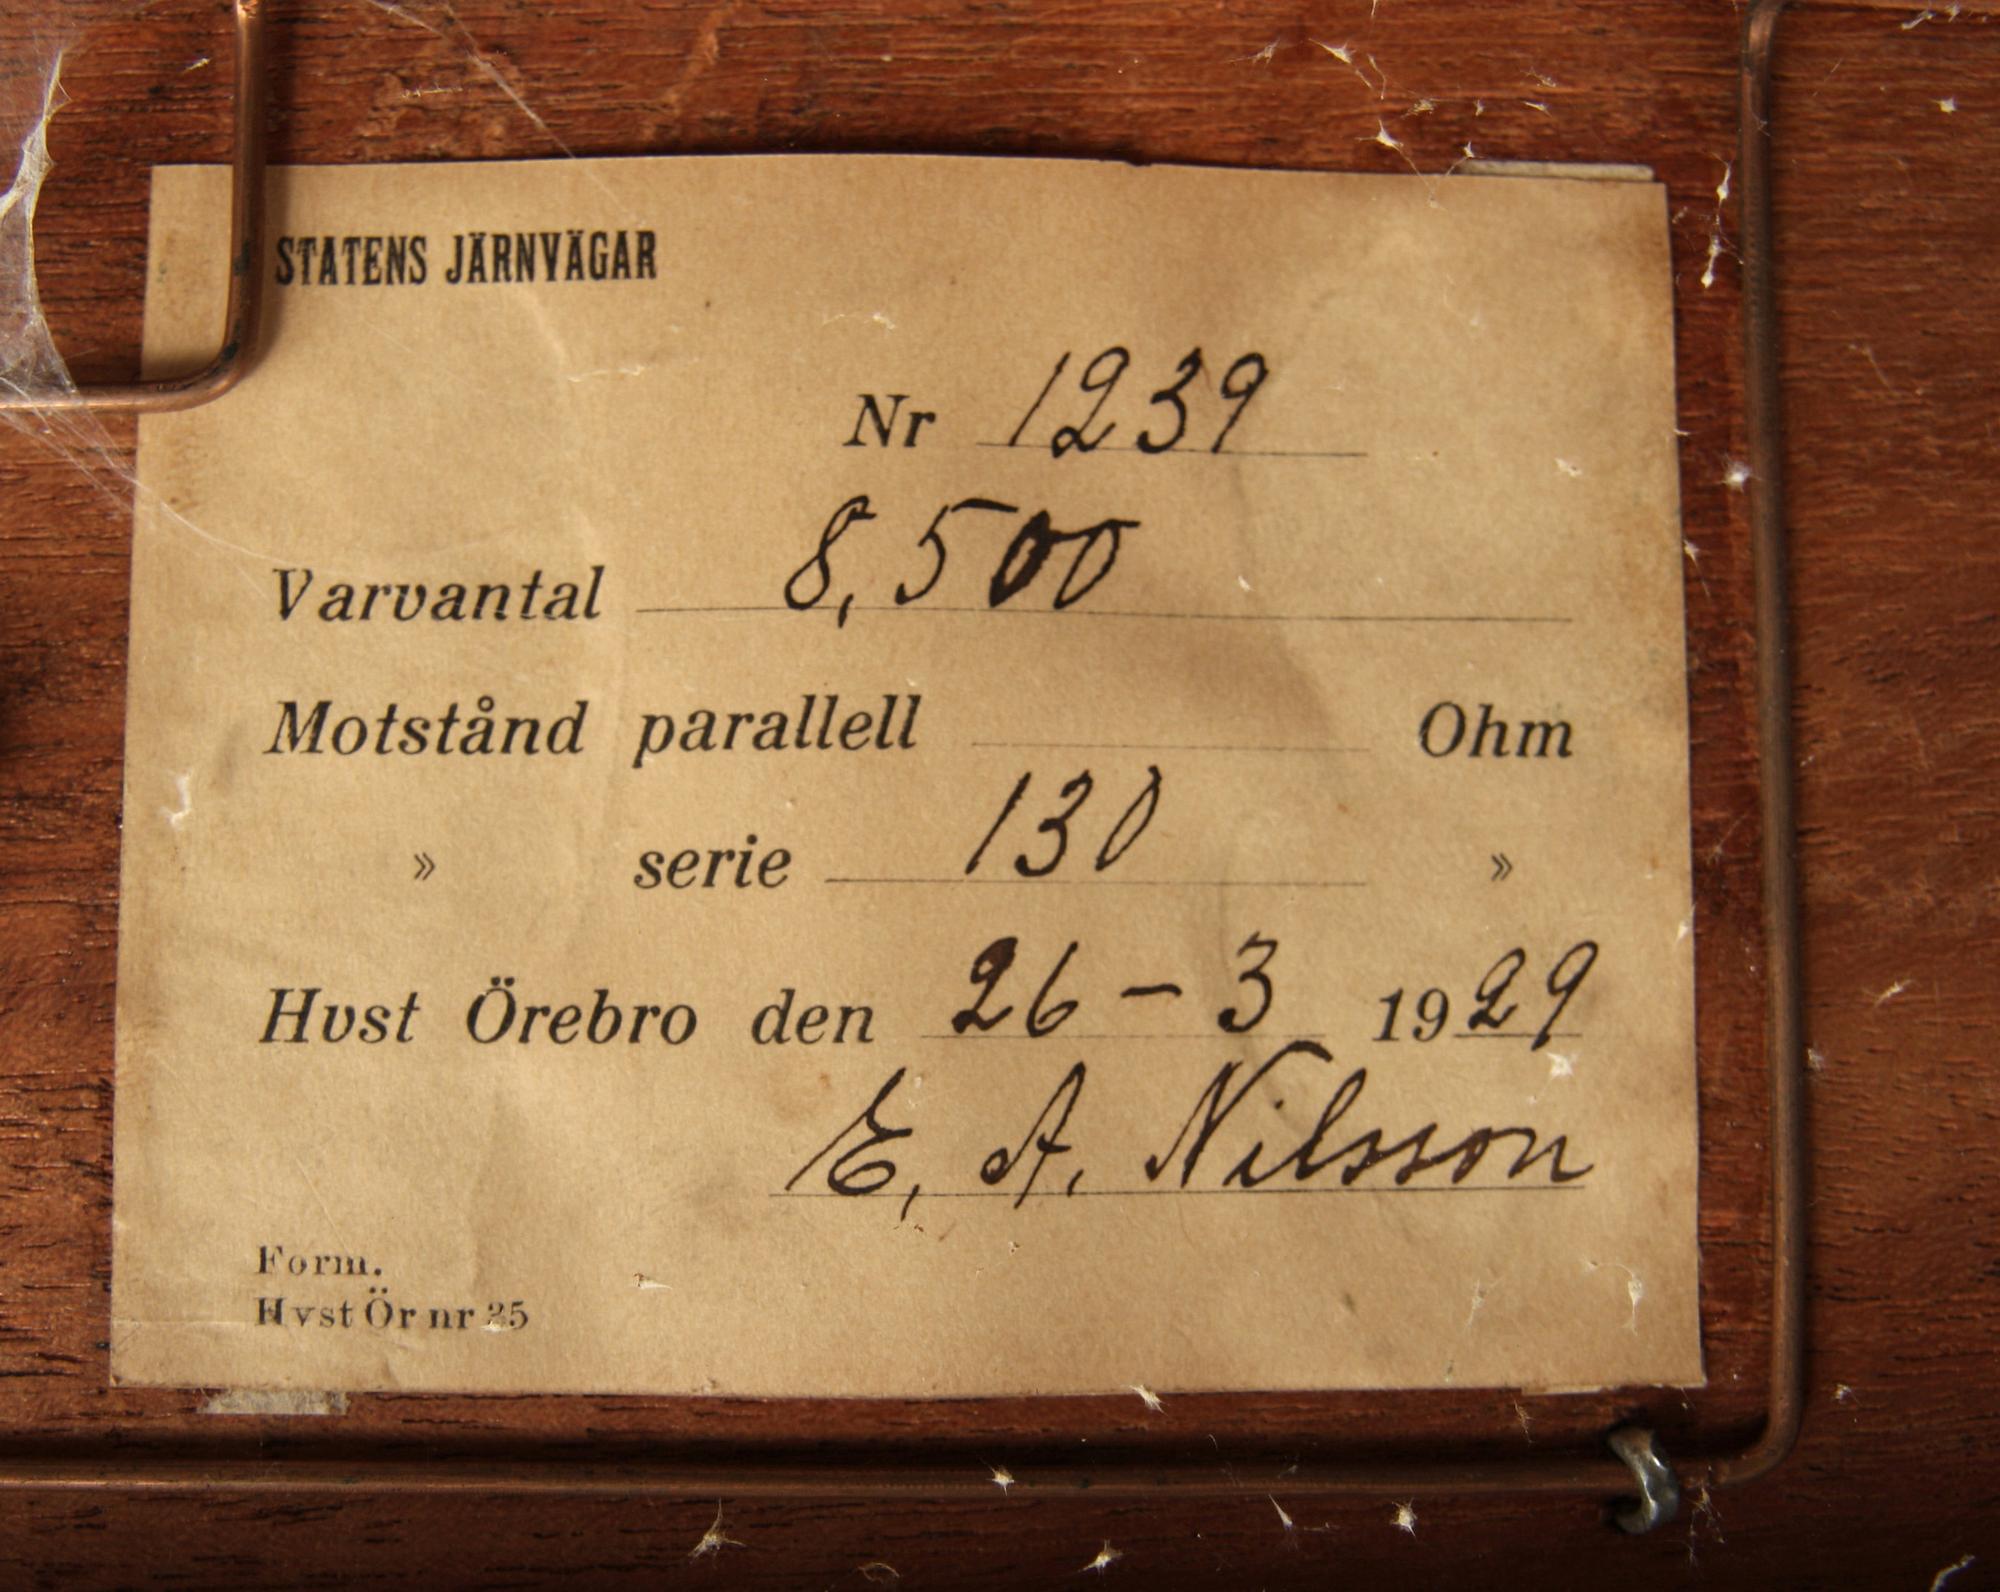 STATENS JÄRNVÄGAR
Nr 1239
Varvantal 8,500
Motstånd parallell Ohm
» serie 130 »
Hvst Örebro den 26 - 3 1929
E. A. Nilsson
Form.
Hvst Ör nr 25